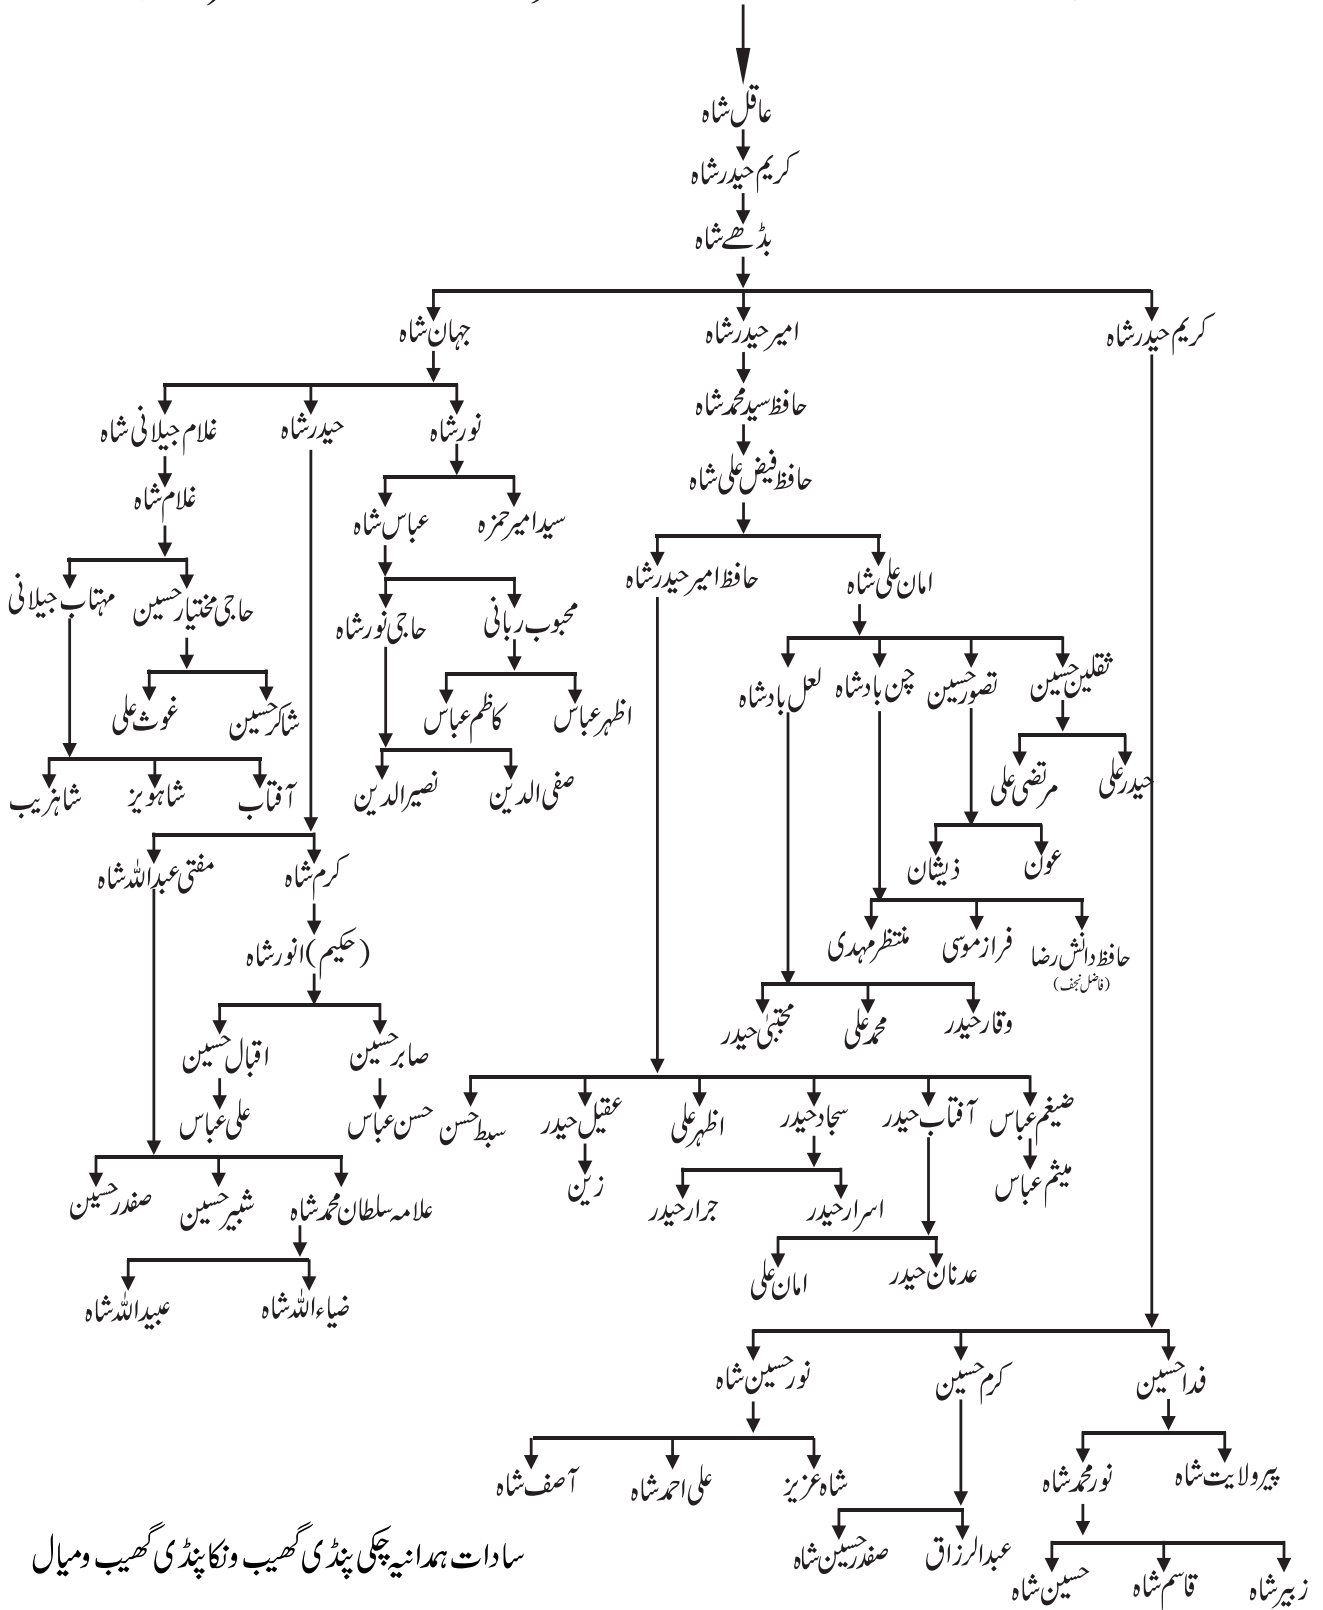 عاقل شاہ
کریم حیدر شاہ
بڈھے شاہ
کریم حیدر شاہ
امیر حیدر شاہ
جہان شاہ
حافظ سید محمد شاہ
نور شاہ
حیدر شاہ
غلام جیلانی شاہ
حافظ فیض علی شاہ
غلام شاہ
سید امیر حمزہ
عباس شاہ
امان علی شاہ
حافظ امیر حیدر شاہ
حاجی مختیار حسین
مہتاب جیلانی
محبوب ربانی
حاجی نور شاہ
ثقلین حسین
تصور حسین
چن بادشاہ
لعل بادشاہ
اظہر عباس
کاظم عباس
شاکر حسین
غوث علی
حیدر علی
مرتضی علی
صفی الدین
نصیر الدین
آفتاب
شاہویز
شاہزیب
عون
ذیشان
کرم شاہ
مفتی عبداللہ شاہ
حافظ دانش رضا
(فاضل نجف)
فراز موسی
منتظر مہدی
(حکیم) انور شاہ
وقار حیدر
محمد علی
مجتبیٰ حیدر
صابر حسین
اقبال حسین
ضیغم عباس
آفتاب حیدر
سجاد حیدر
اظہر علی
عقیل حیدر
سبط حسن
حسن عباس
علی عباس
میثم عباس
زین
اسرار حیدر
جرار حیدر
علامہ سلطان محمد شاہ
شبیر حسین
صفدر حسین
عدنان حیدر
امان علی
ضیاء اللہ شاہ
عبید اللہ شاہ
فدا حسین
کرم حسین
نور حسین شاہ
پیر ولایت شاہ
نور محمد شاہ
شاہ عزیز
علی احمد شاہ
آصف شاہ
عبدالرزاق
صفدر حسین شاہ
زبیر شاہ
قاسم شاہ
حسین شاہ
سادات ہمدانیہ چکی پنڈی گھیب ونکا پنڈی گھیب ومیال